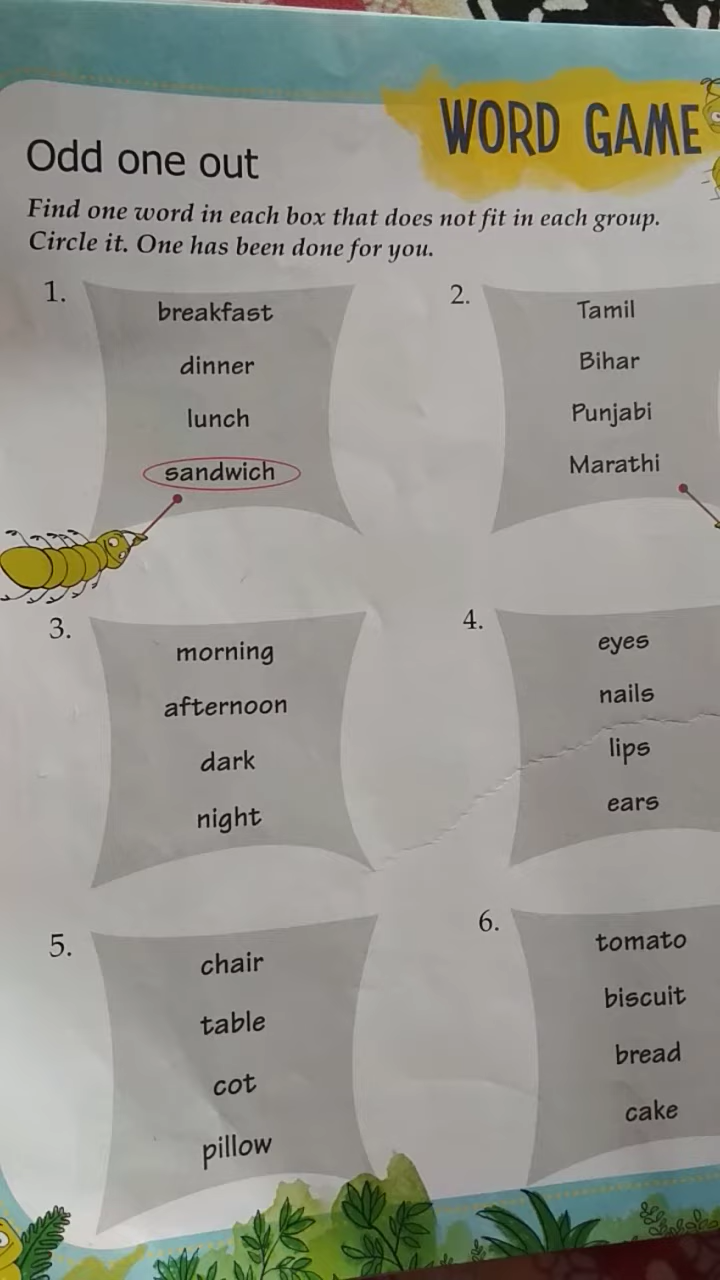 WORD GAME
Odd one out
Find one word in each box that does not fit in each group.
Circle it. One has been done for you.
1.
breakfast
dinner
lunch
sandwich
2.
Tamil
Bihar
Punjabi
Marathi
3.
morning
afternoon
dark
night
4.
eyes
nails
lips
ears
5.
chair
table
cot
pillow
6.
tomato
biscuit
bread
cake